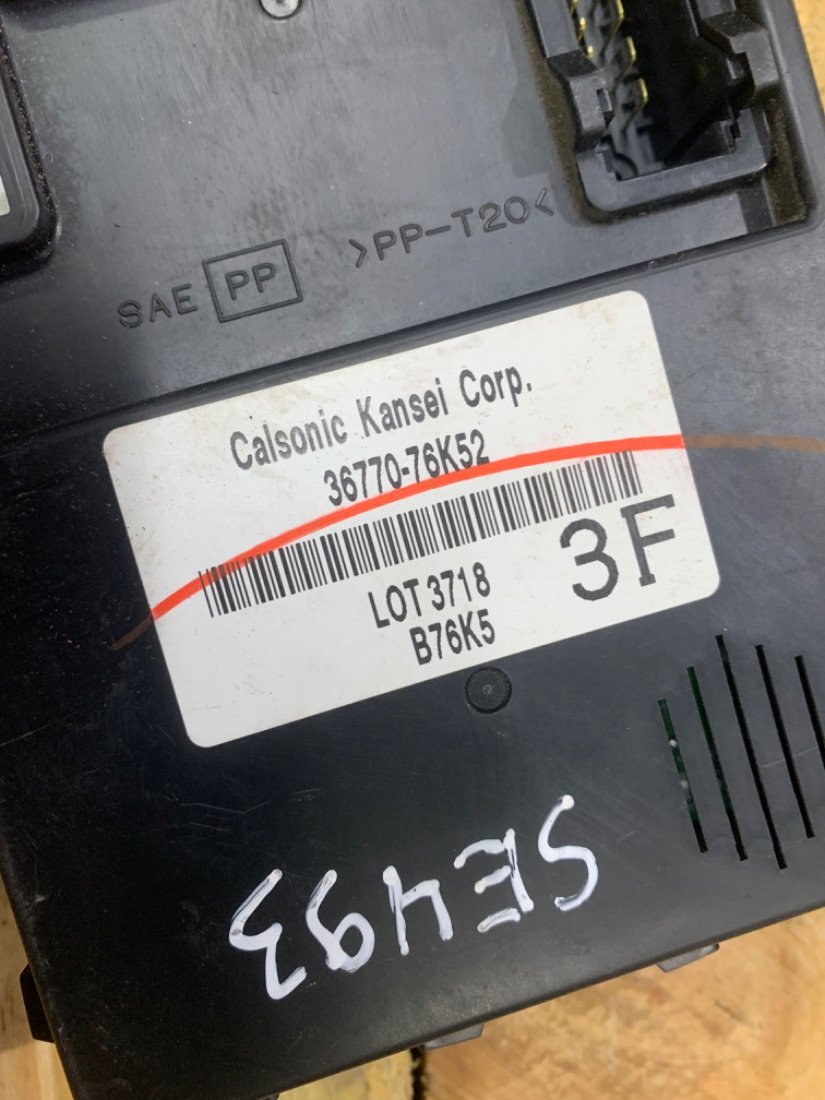 SAE PP >PP-T20<
Calsonic Kansei Corp.
36770-76K52
3F
LOT 3718
B76K5
SE493